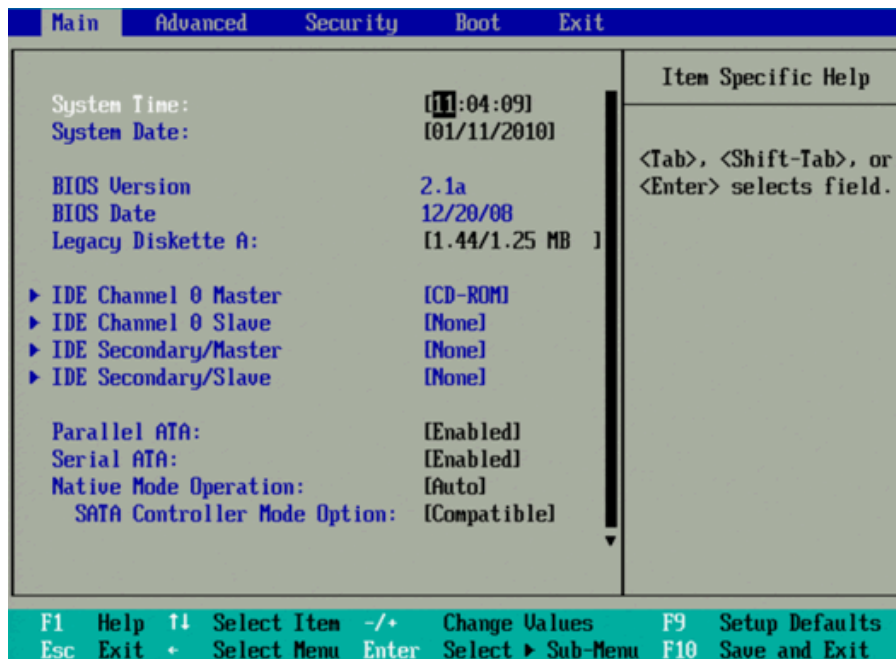 Main Advanced Security Boot Exit
Item Specific Help
System Time: [11:04:09]
System Date: [01/11/2010]
<Tab>, <Shift-Tab>, or
<Enter> selects field.
BIOS Version 2.1a
BIOS Date 12/20/08
Legacy Diskette A: [1.44/1.25 MB ]
▶ IDE Channel 0 Master [CD-ROM]
▶ IDE Channel 0 Slave [None]
▶ IDE Secondary/Master [None]
▶ IDE Secondary/Slave [None]
Parallel ATA: [Enabled]
Serial ATA: [Enabled]
Native Mode Operation: [Auto]
SATA Controller Mode Option: [Compatible]
F1 Help ↑↓ Select Item -/+ Change Values F9 Setup Defaults
Esc Exit ← Select Menu Enter Select ▶ Sub-Menu F10 Save and Exit